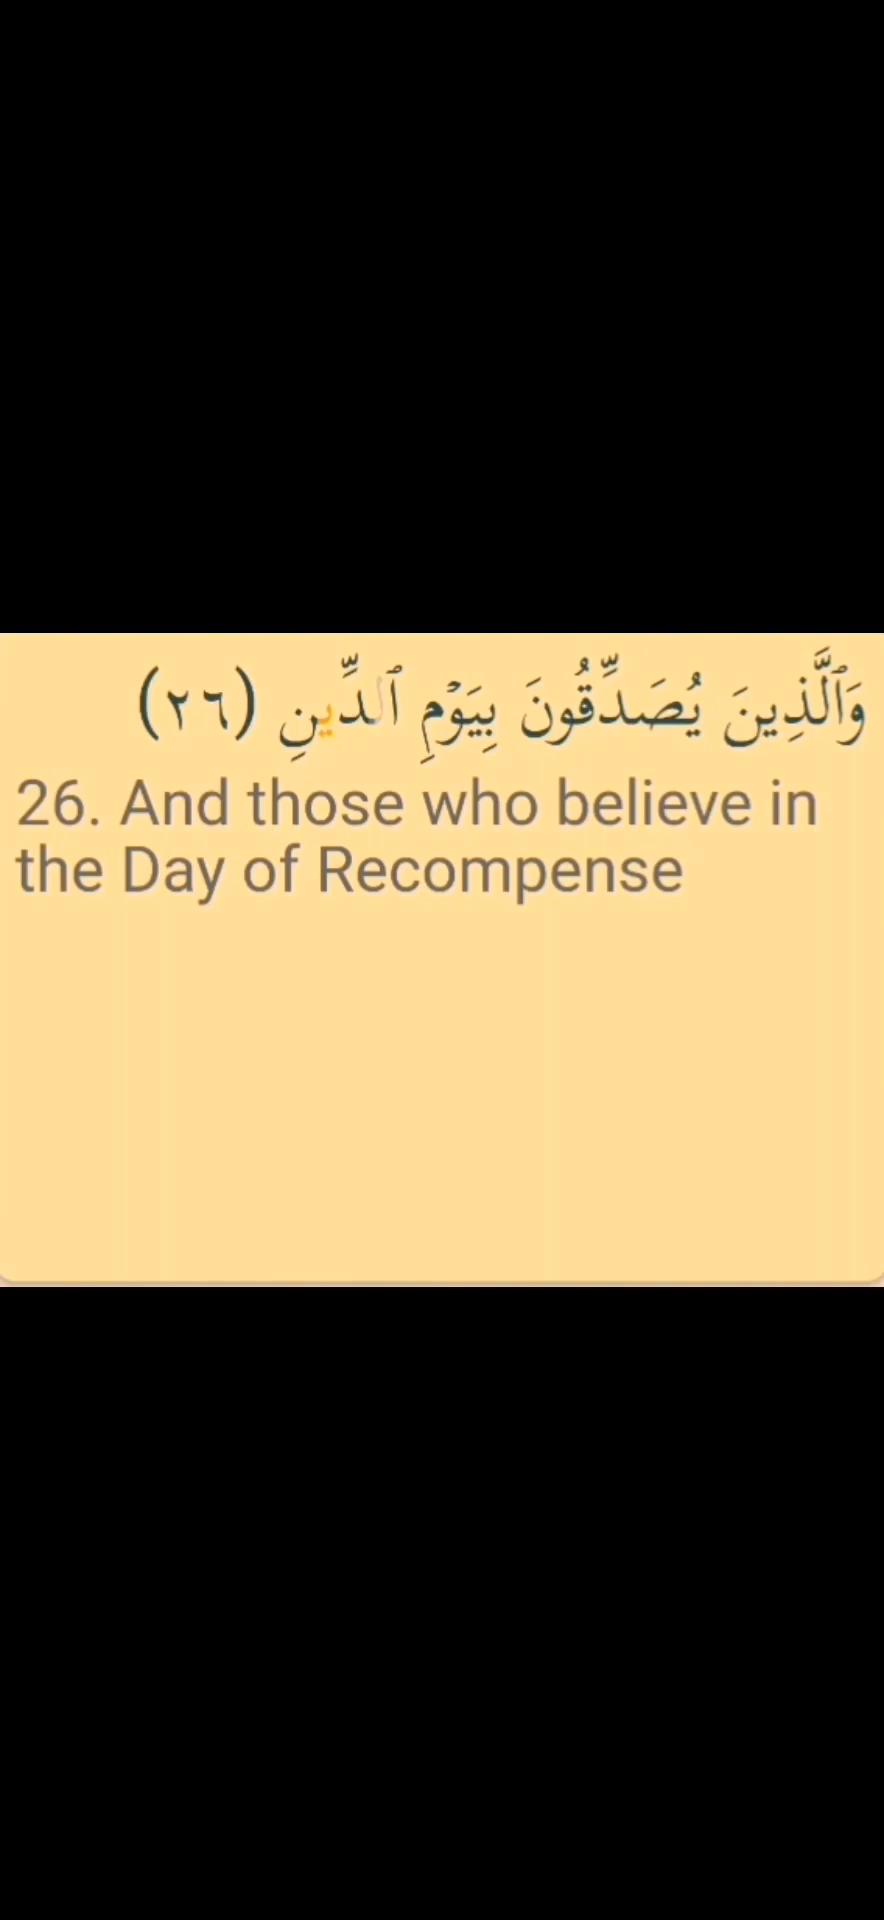 وَٱلَّذِينَ يُصَدِّقُونَ بِيَوْمِ ٱلدِّينِ (٢٦)
26. And those who believe in
the Day of Recompense